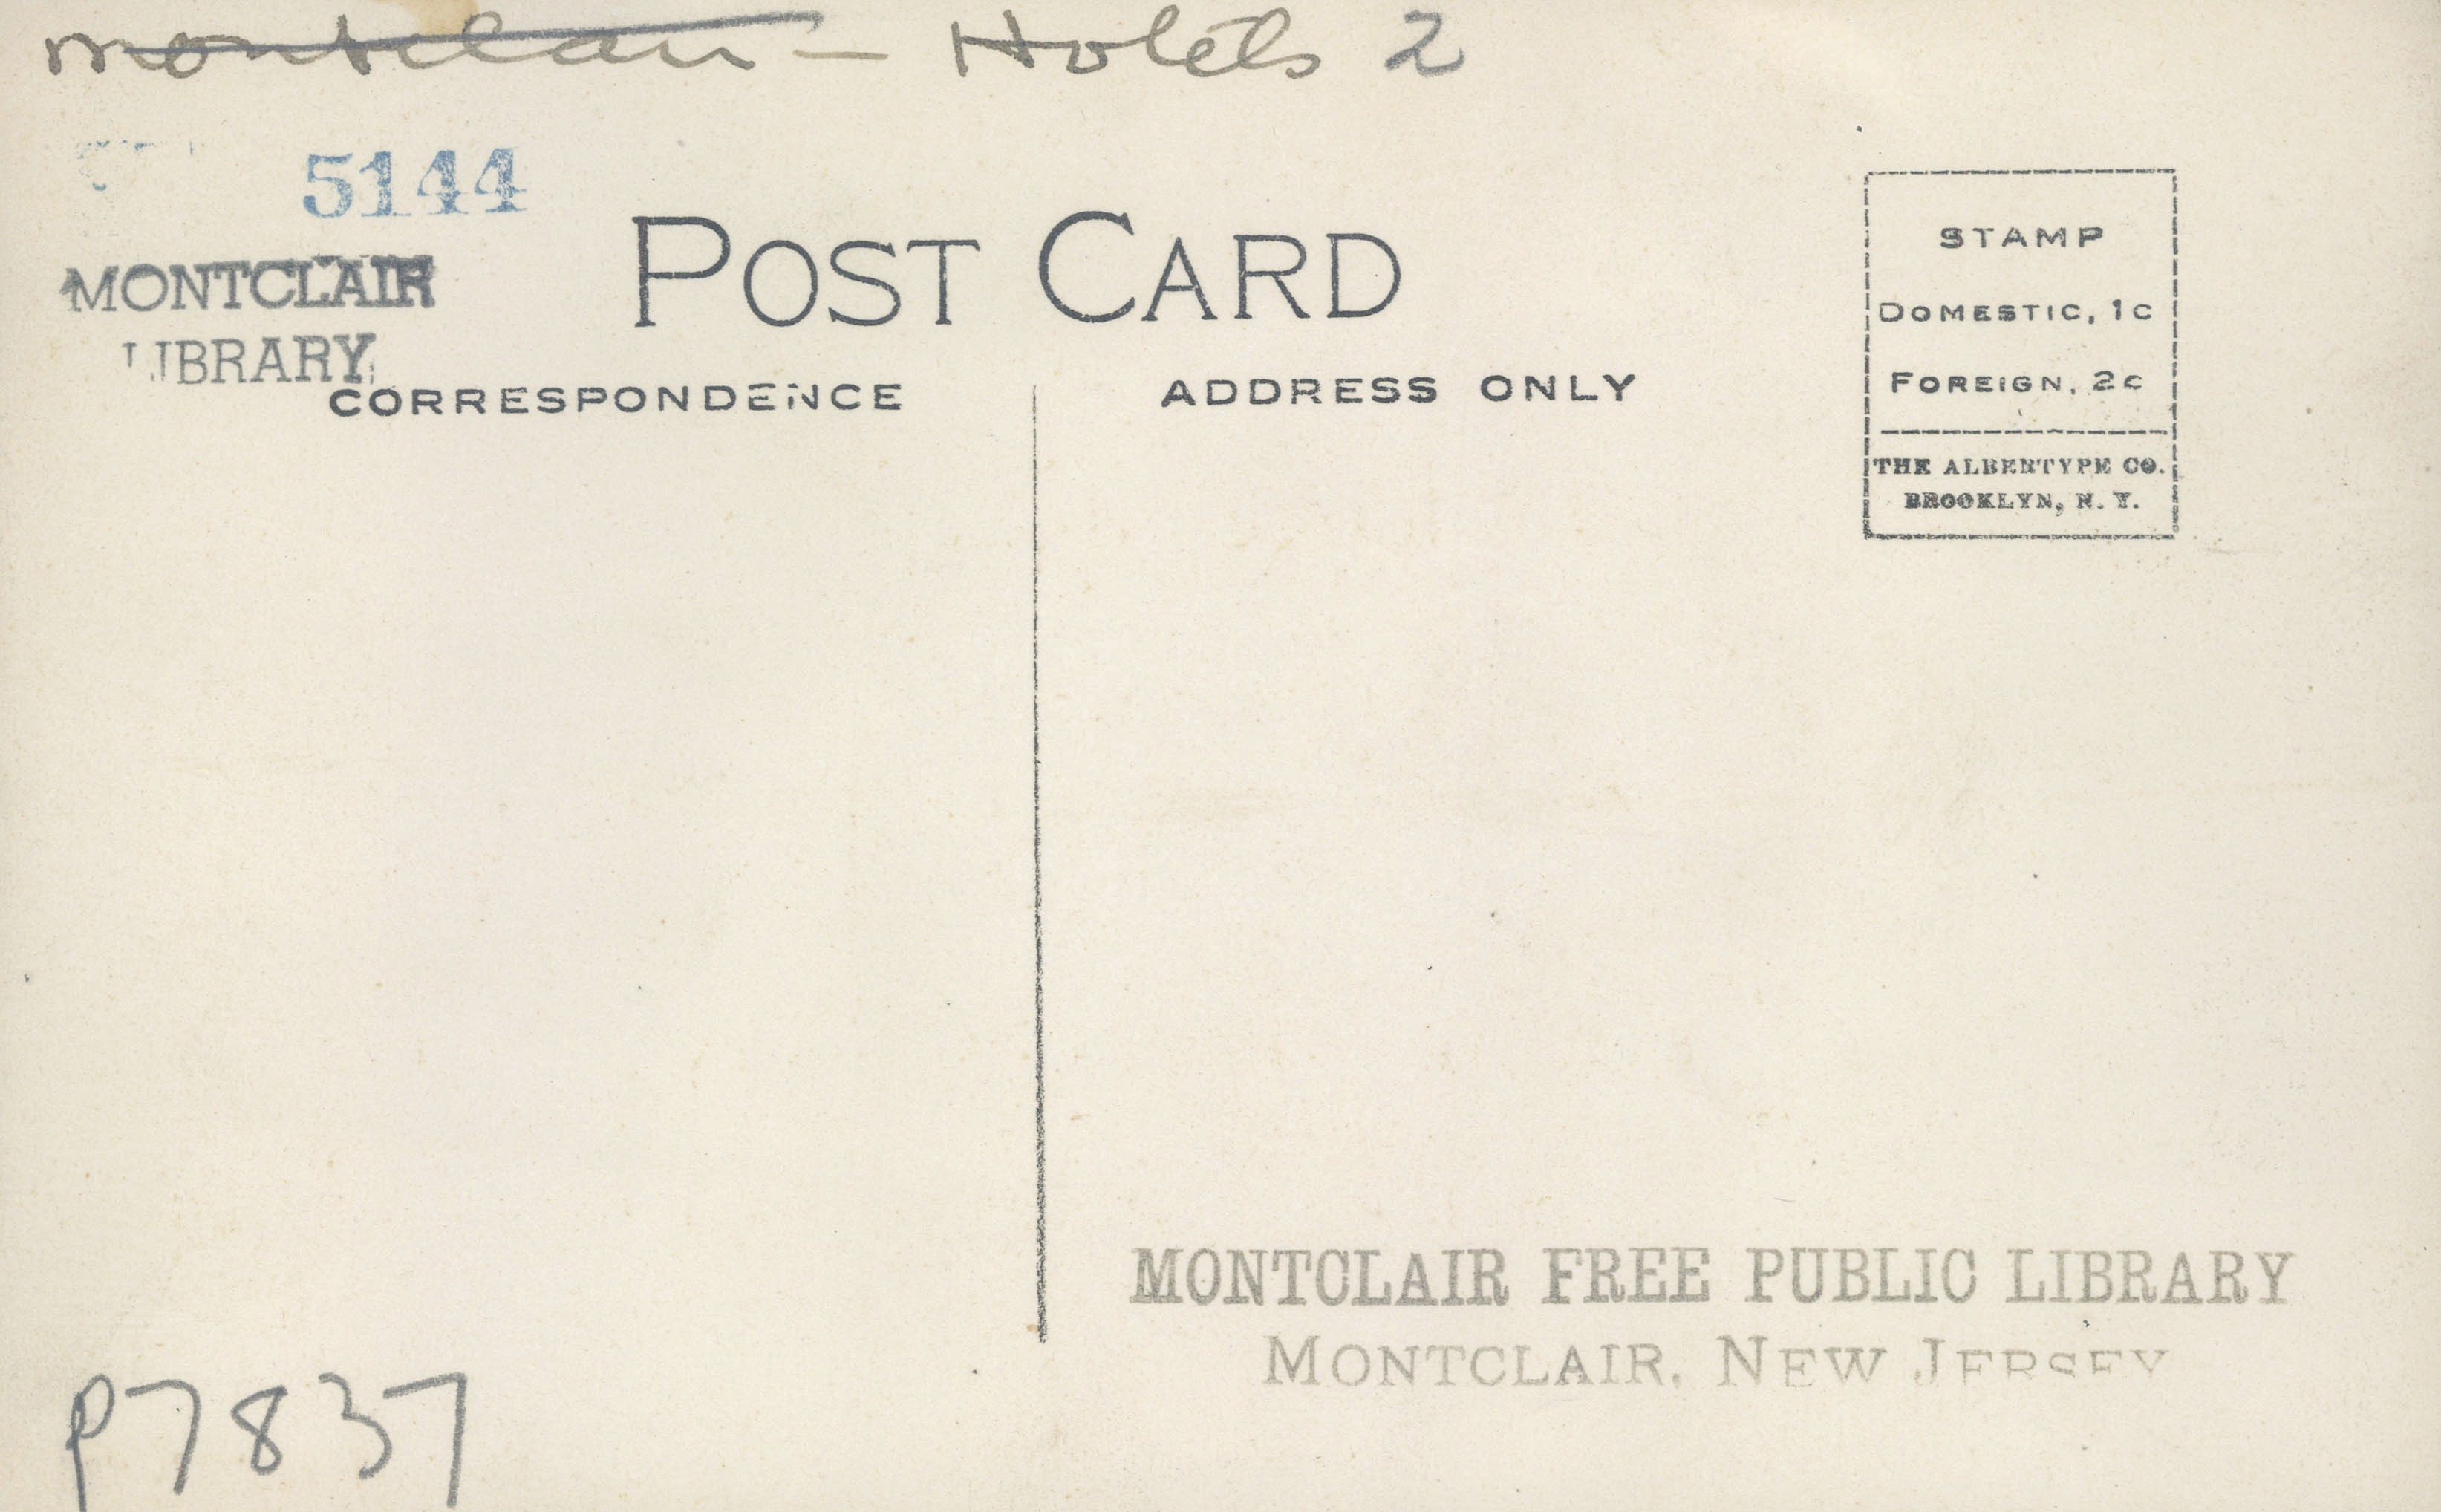 Montclair - Hotels 2
5144
MONTCLAIR
LIBRARY
POST CARD
CORRESPONDENCE
ADDRESS ONLY
STAMP
DOMESTIC, 1c
FOREIGN, 2c
THE ALBERTYPE CO.
BROOKLYN, N. Y.
MONTCLAIR FREE PUBLIC LIBRARY
MONTCLAIR, NEW JERSEY
P7837